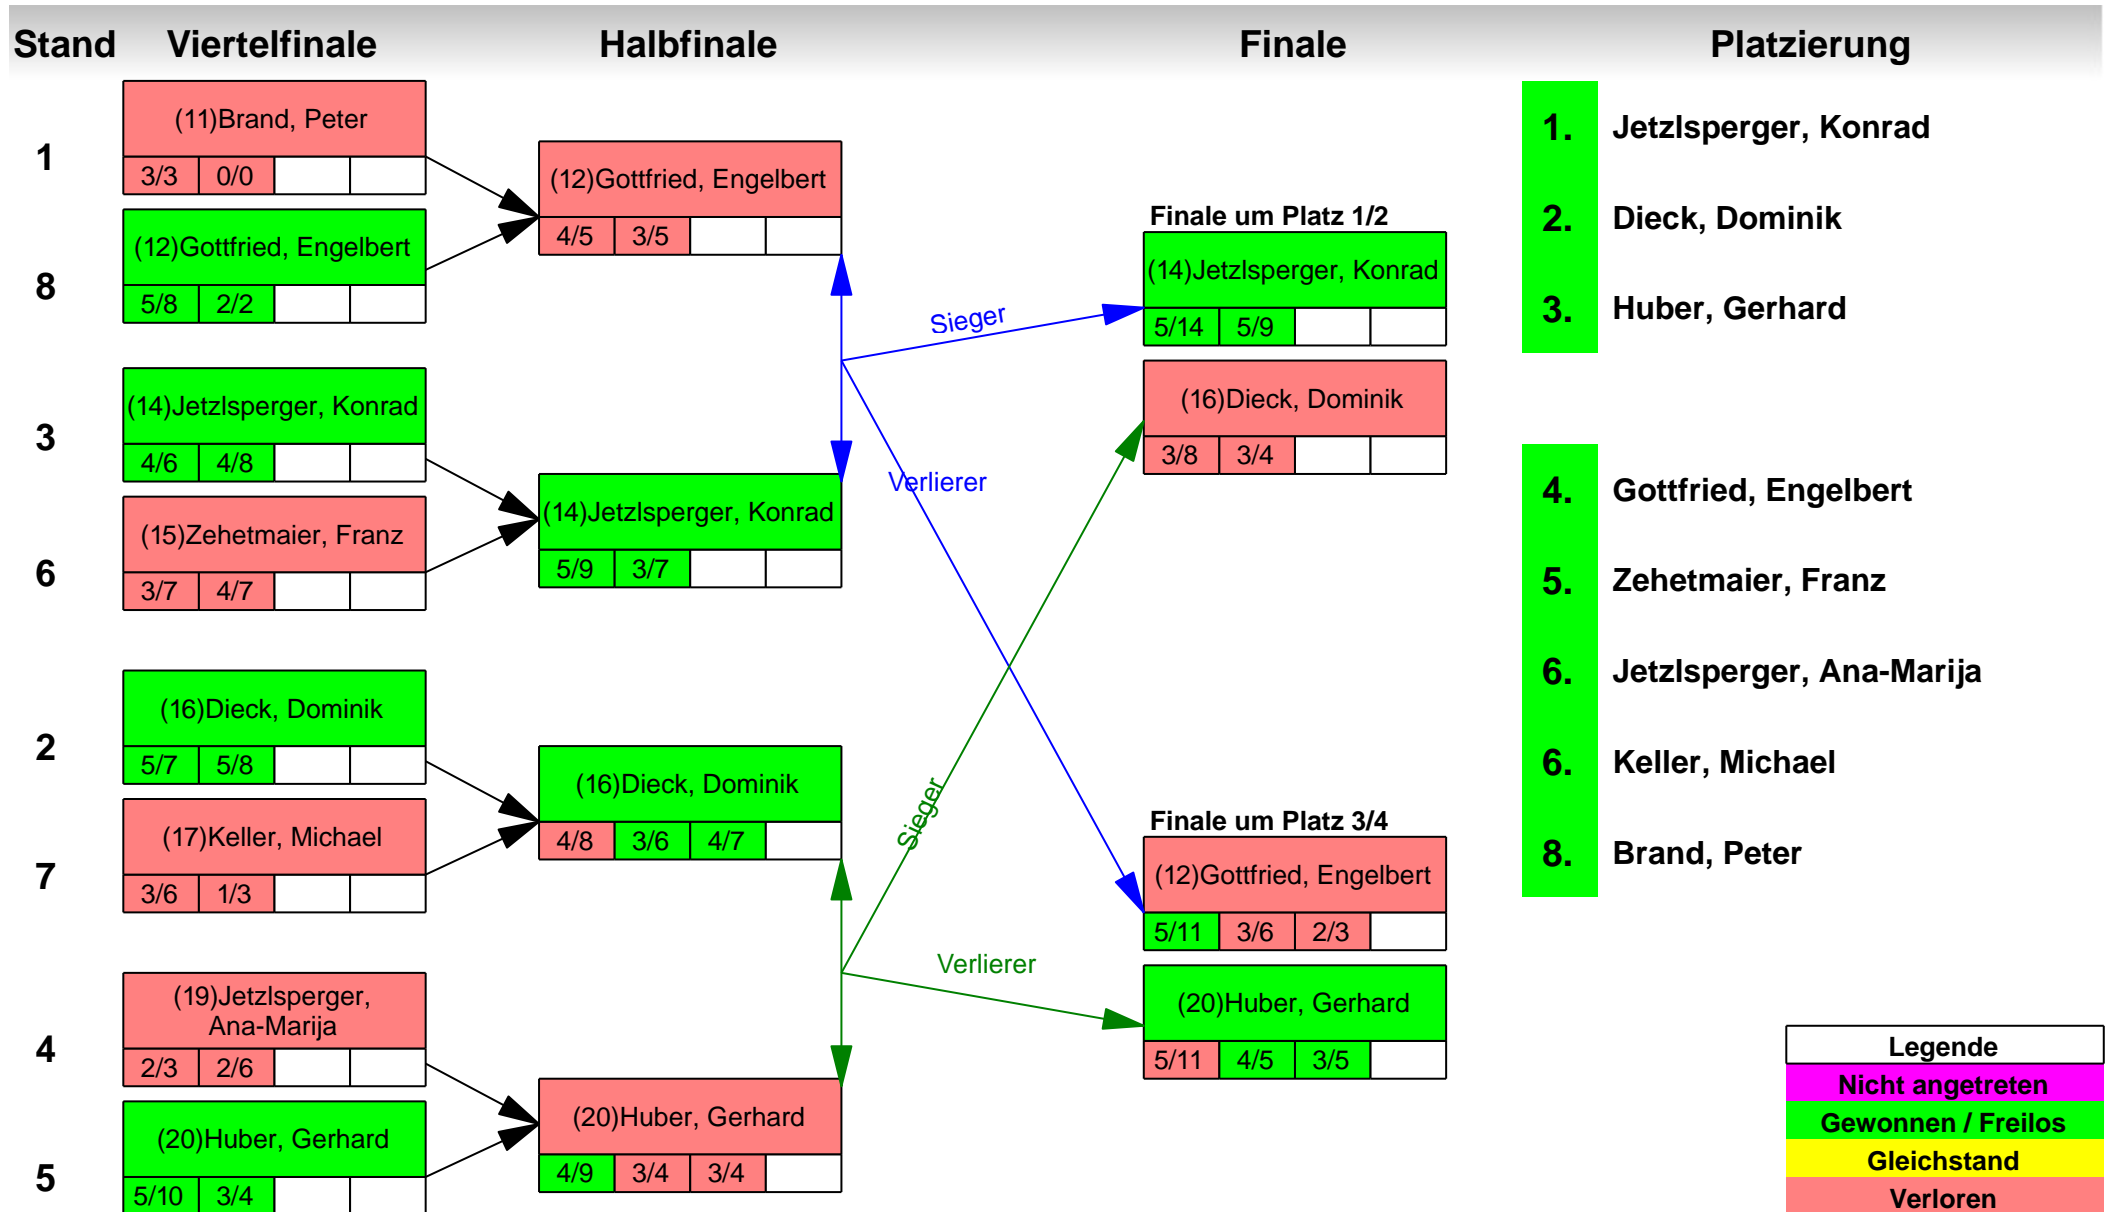 Stand Viertelfinale Halbfinale Finale Platzierung
1
(11)Brand, Peter
3/3 0/0
8
(12)Gottfried, Engelbert
5/8 2/2
3
(14)Jetzlsperger, Konrad
4/6 4/8
6
(15)Zehetmaier, Franz
3/7 4/7
2
(16)Dieck, Dominik
5/7 5/8
7
(17)Keller, Michael
3/6 1/3
4
(19)Jetzlsperger,
Ana-Marija
2/3 2/6
5
(20)Huber, Gerhard
5/10 3/4
(12)Gottfried, Engelbert
4/5 3/5
(14)Jetzlsperger, Konrad
5/9 3/7
(16)Dieck, Dominik
4/8 3/6 4/7
(20)Huber, Gerhard
4/9 3/4 3/4
Sieger
Verlierer
Sieger
Verlierer
Finale um Platz 1/2
(14)Jetzlsperger, Konrad
5/14 5/9
(16)Dieck, Dominik
3/8 3/4
Finale um Platz 3/4
(12)Gottfried, Engelbert
5/11 3/6 2/3
(20)Huber, Gerhard
5/11 4/5 3/5
1. Jetzlsperger, Konrad
2. Dieck, Dominik
3. Huber, Gerhard
4. Gottfried, Engelbert
5. Zehetmaier, Franz
6. Jetzlsperger, Ana-Marija
6. Keller, Michael
8. Brand, Peter
Legende
Nicht angetreten
Gewonnen / Freilos
Gleichstand
Verloren